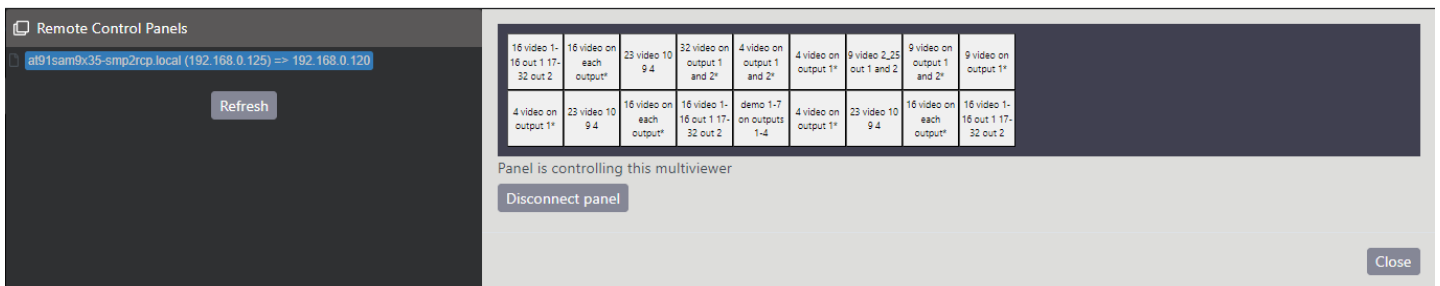 Remote Control Panels
at91sam9x35-smp2rcp.local (192.168.0.125) => 192.168.0.120
Refresh
16 video 1-
16 out 1 17-
32 out 2
16 video on
each
output*
23 video 10
9 4
32 video on
output 1
and 2*
4 video on
output 1
and 2*
4 video on
output 1*
9 video 2_25
out 1 and 2
9 video on
output 1
and 2*
9 video on
output 1*
4 video on
output 1*
23 video 10
9 4
16 video on
each
output*
16 video 1-
16 out 1 17-
32 out 2
demo 1-7
on outputs
1-4
4 video on
output 1*
23 video 10
9 4
16 video on
each
output*
16 video 1-
16 out 1 17-
32 out 2
Panel is controlling this multiviewer
Disconnect panel
Close